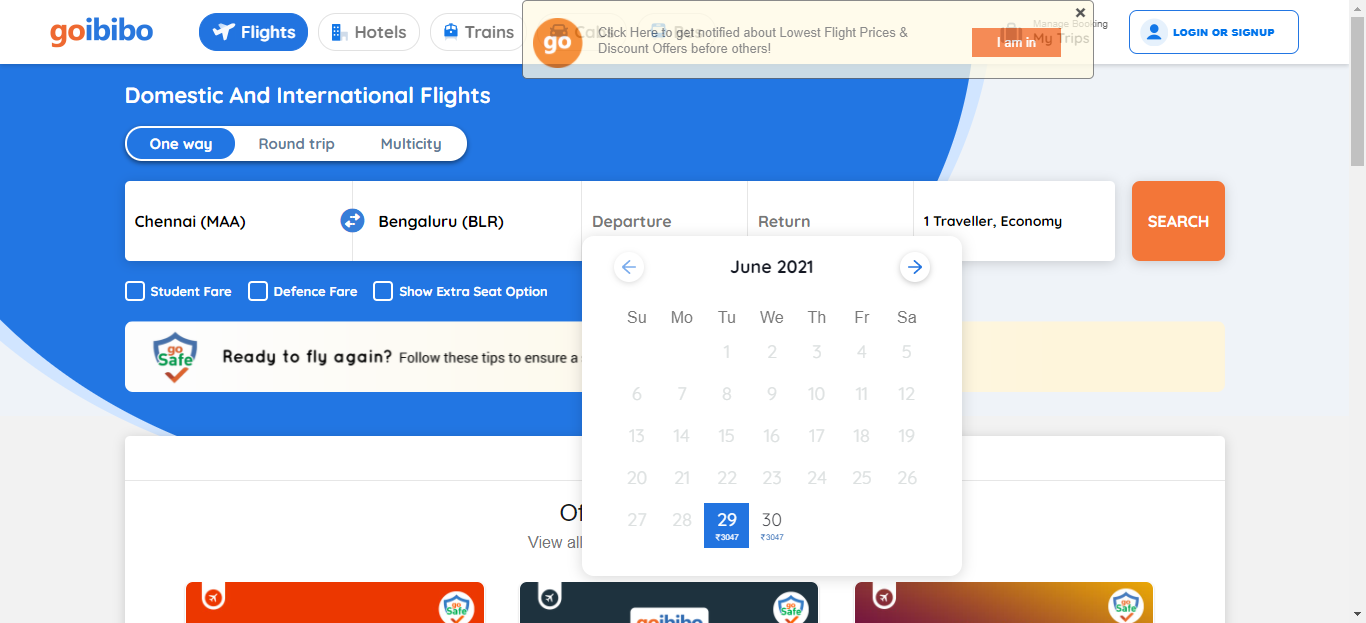 goibibo
Flights
Hotels
Trains
go
Click Here to get notified about Lowest Flight Prices &
Discount Offers before others!
I am in
Manage Booking
My Trips
LOGIN OR SIGNUP
Domestic And International Flights
One way
Round trip
Multicity
Chennai (MAA)
Bengaluru (BLR)
Departure
Return
1 Traveller, Economy
SEARCH
Student Fare
Defence Fare
Show Extra Seat Option
go
Safe
Ready to fly again? Follow these tips to ensure a
June 2021
Su Mo Tu We Th Fr Sa
1 2 3 4 5
6 7 8 9 10 11 12
13 14 15 16 17 18 19
20 21 22 23 24 25 26
27 28 29 30
₹3047 ₹3047
Of
View all
go
Safe
goibibo
go
Safe
go
Safe